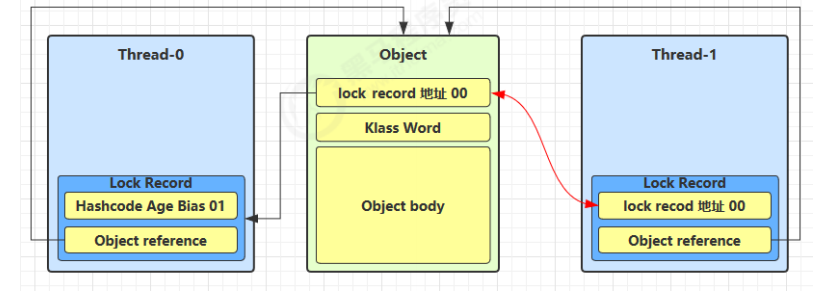 Thread-0
Lock Record
Hashcode Age Bias 01
Object reference
Object
lock record 地址 00
Klass Word
Object body
Thread-1
Lock Record
lock recod 地址 00
Object reference